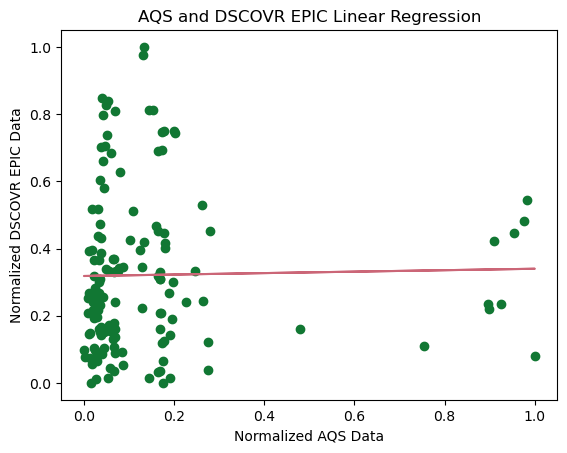 AQS and DSCOVR EPIC Linear Regression
Normalized DSCOVR EPIC Data
1.0
0.8
0.6
0.4
0.2
0.0
0.0 0.2 0.4 0.6 0.8 1.0
Normalized AQS Data